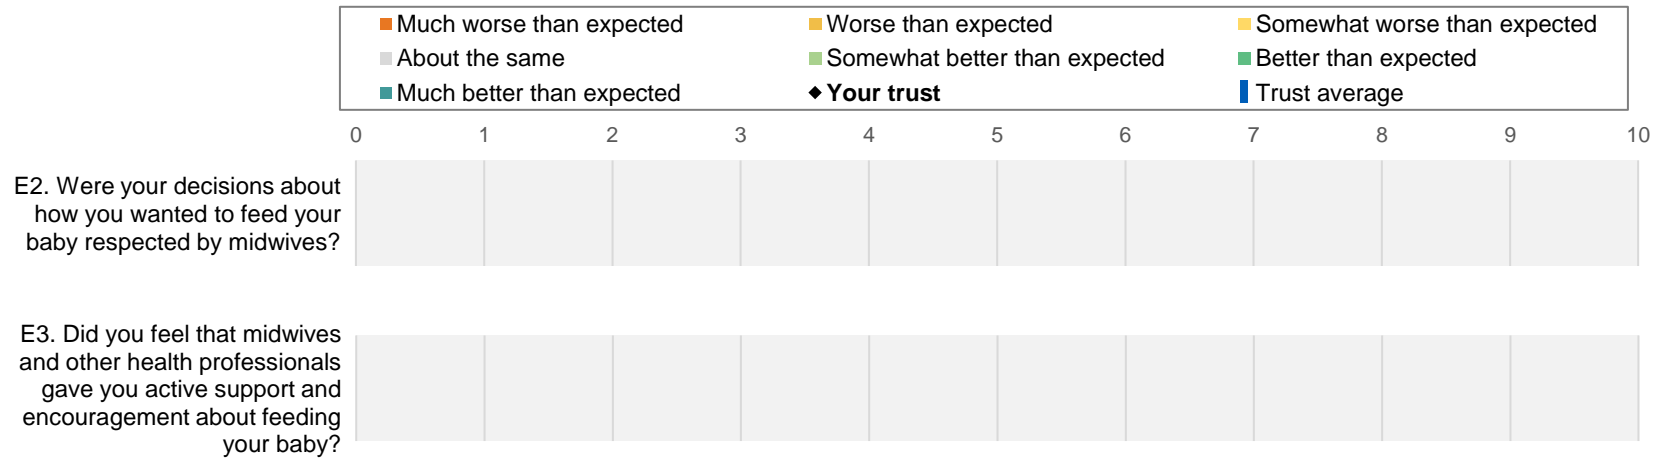 Much worse than expected Worse than expected Somewhat worse than expected
About the same Somewhat better than expected Better than expected
Much better than expected Your trust Trust average
0 1 2 3 4 5 6 7 8 9 10
E2. Were your decisions about
how you wanted to feed your
baby respected by midwives?
E3. Did you feel that midwives
and other health professionals
gave you active support and
encouragement about feeding
your baby?